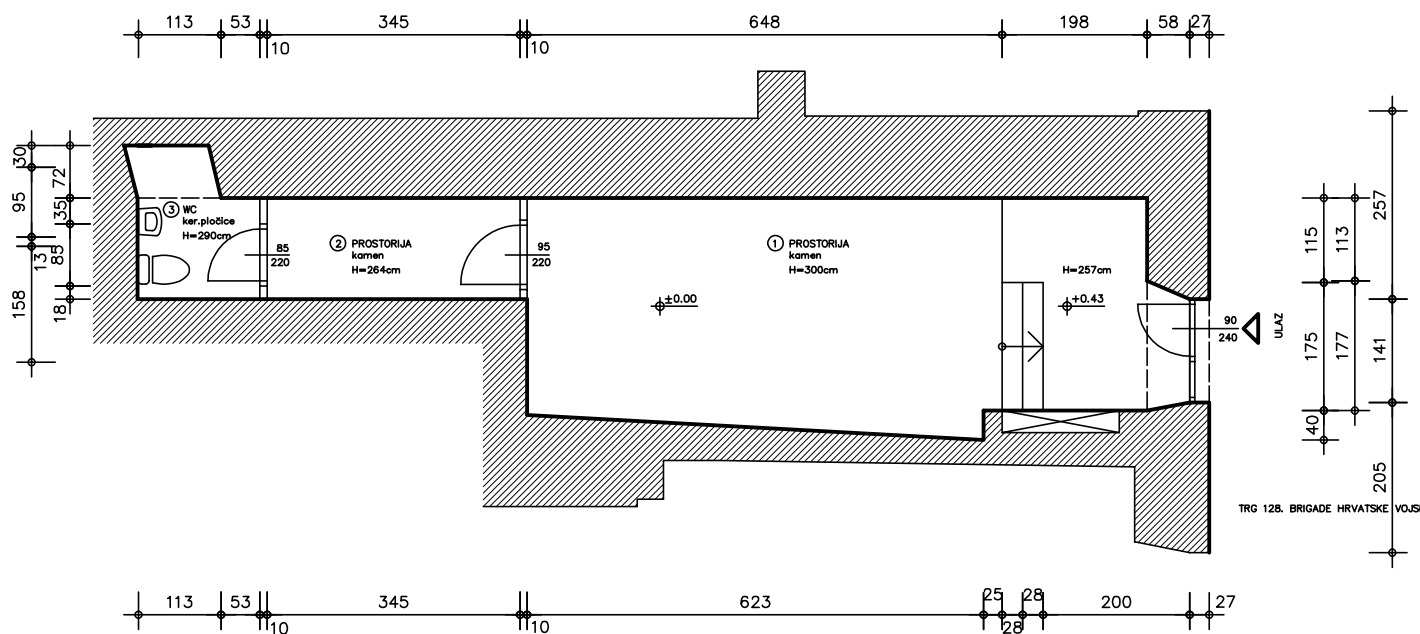 113 53 345 648 198 58 27
10 10
30
72
95
35
13
85
158
18
③ WC
ker.pločice
H=290cm
85
220
② PROSTORIJA
kamen
H=264cm
95
220
① PROSTORIJA
kamen
H=300cm
±0.00
H=257cm
+0.43
90
240
ULAZ
115
113
257
175
177
141
40
205
TRG 128. BRIGADE HRVATSKE
113 53 345 623 25 28 200 27
10 10 28